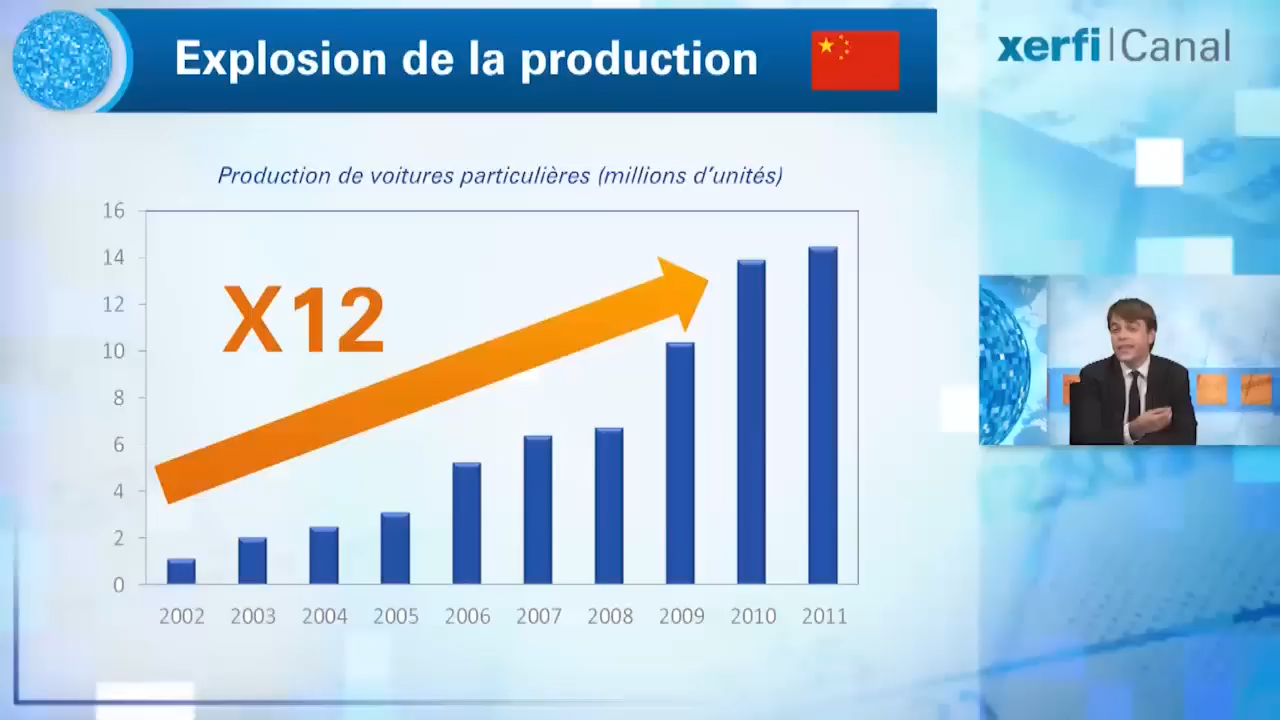 Explosion de la production
xerfi|Canal
Production de voitures particulières (millions d'unités)
16
14
12
10
8
6
4
2
0
X12
2002 2003 2004 2005 2006 2007 2008 2009 2010 2011